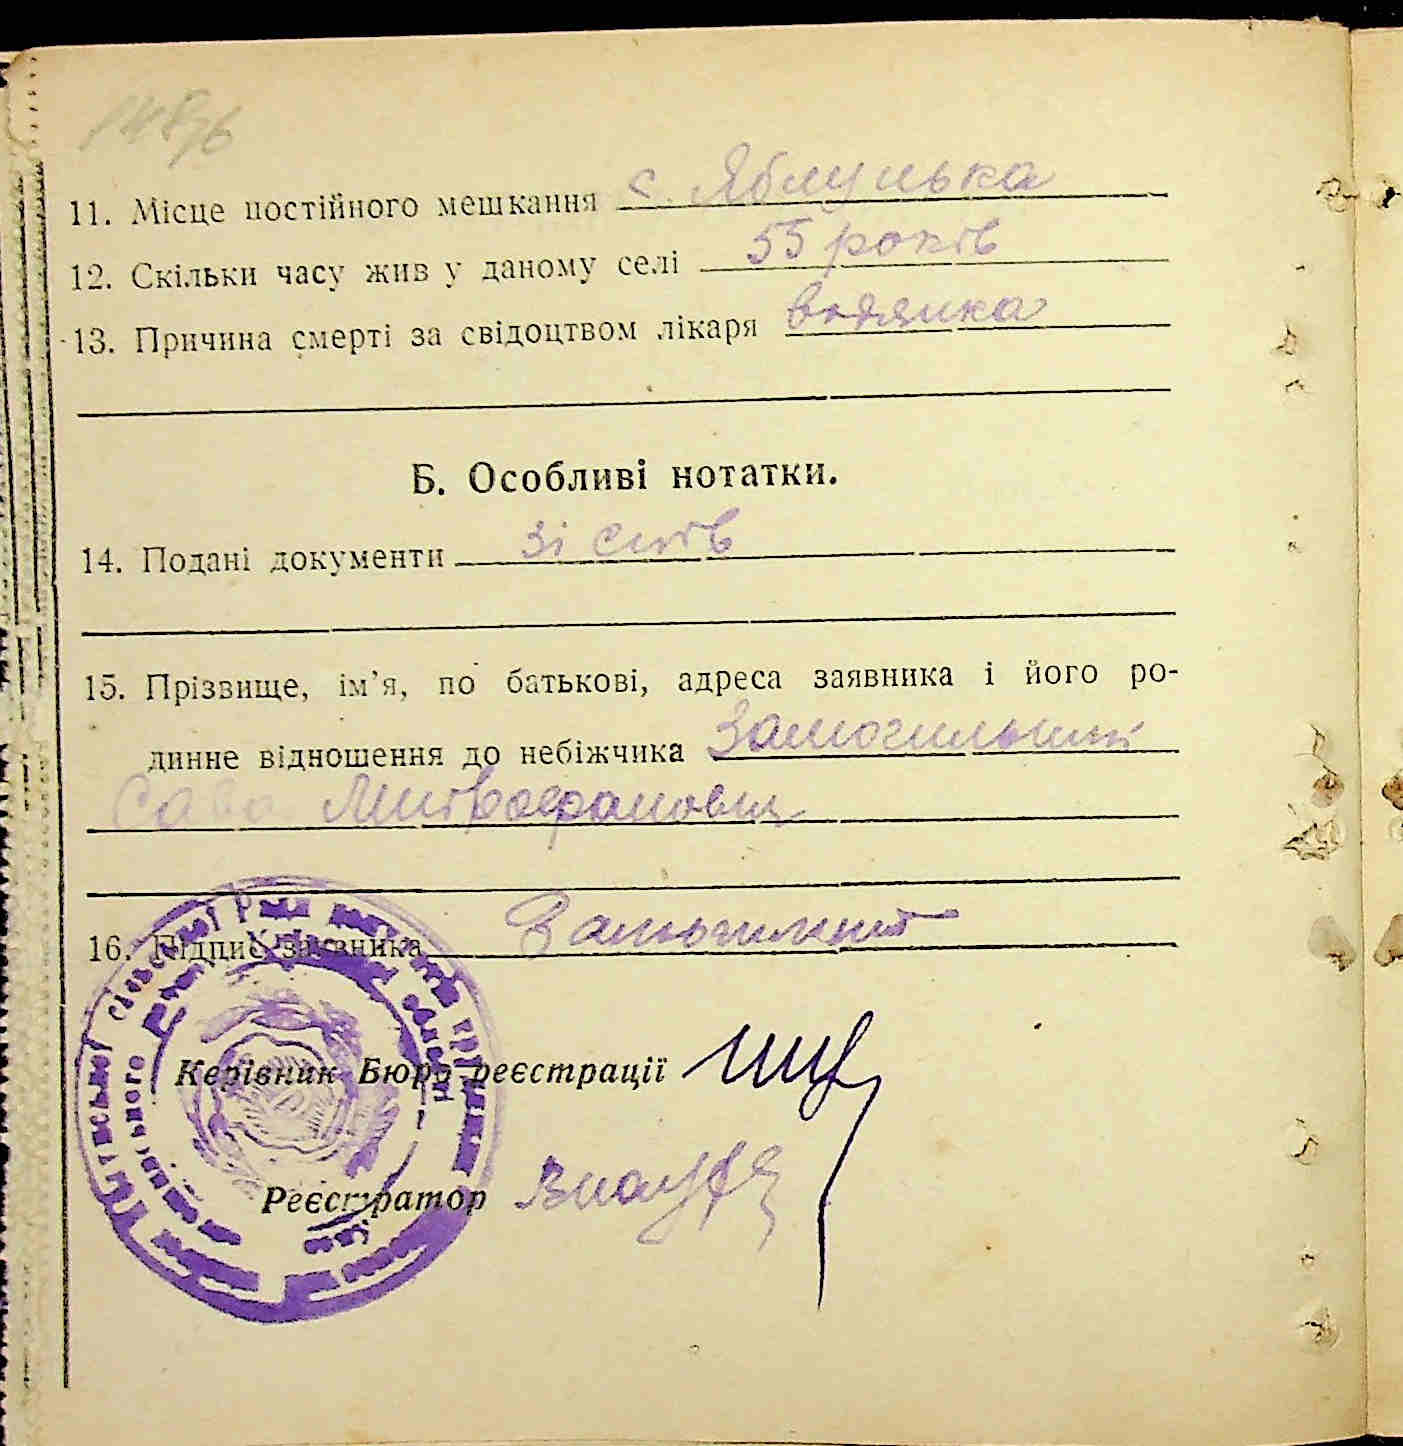 11. Місце постійного мешкання с. Яблунька
12. Скільки часу жив у даному селі 55 років
13. Причина смерті за свідоцтвом лікаря водянка
Б. Особливі нотатки.
14. Подані документи зі слів
15. Прізвище, ім'я, по батькові, адреса заявника і його ро-
динне відношення до небіжчика Замогильний
Сава Митрофанович
16. Підпис заявника Замогильний
Керівник Бюро реєстрації
Реєстратор